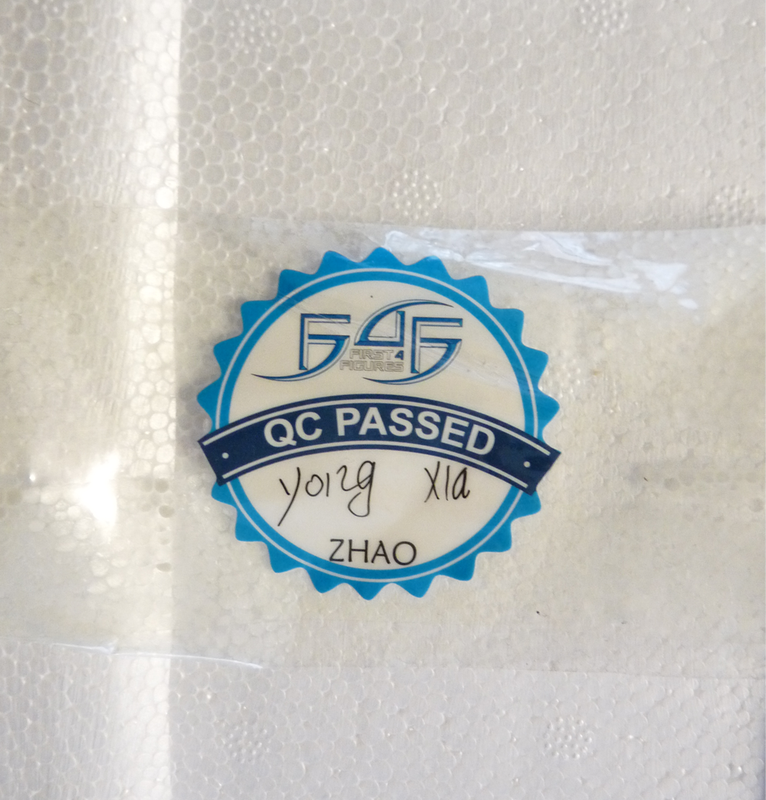 F4F
FIRST 4
FIGURES
QC PASSED
yong xia
ZHAO